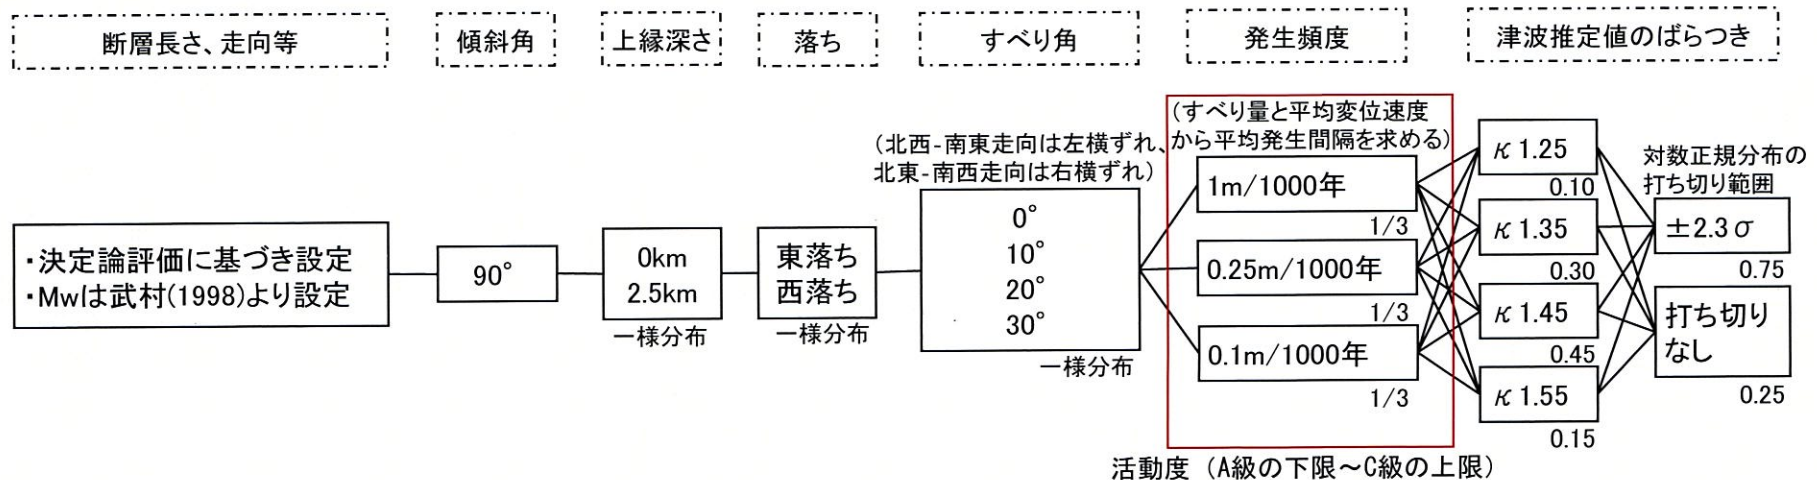 断層長さ、走向等
傾斜角
上縁深さ
落ち
すべり角
発生頻度
津波推定値のばらつき
・決定論評価に基づき設定
・Mwは武村(1998)より設定
90°
0km
2.5km
一様分布
東落ち
西落ち
一様分布
(北西-南東走向は左横ずれ、
北東-南西走向は右横ずれ)
0°
10°
20°
30°
一様分布
(すべり量と平均変位速度
から平均発生間隔を求める)
1m/1000年
1/3
0.25m/1000年
1/3
0.1m/1000年
1/3
活動度 (A級の下限～C級の上限)
κ 1.25
0.10
κ 1.35
0.30
κ 1.45
0.45
κ 1.55
0.15
対数正規分布の
打ち切り範囲
±2.3σ
0.75
打ち切り
なし
0.25